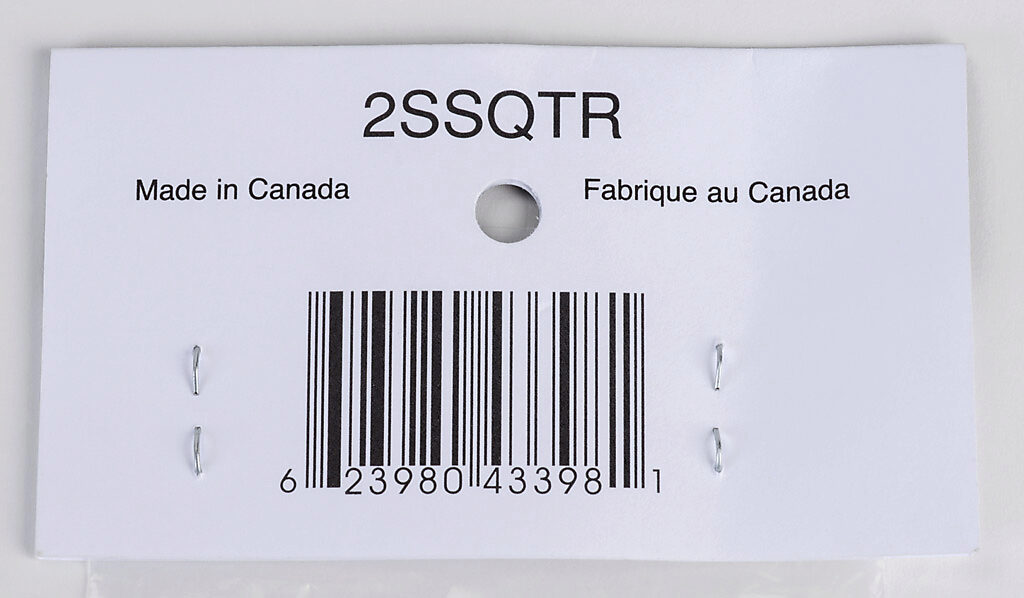 2SSQTR
Made in Canada
Fabrique au Canada
6 23980 43398 1